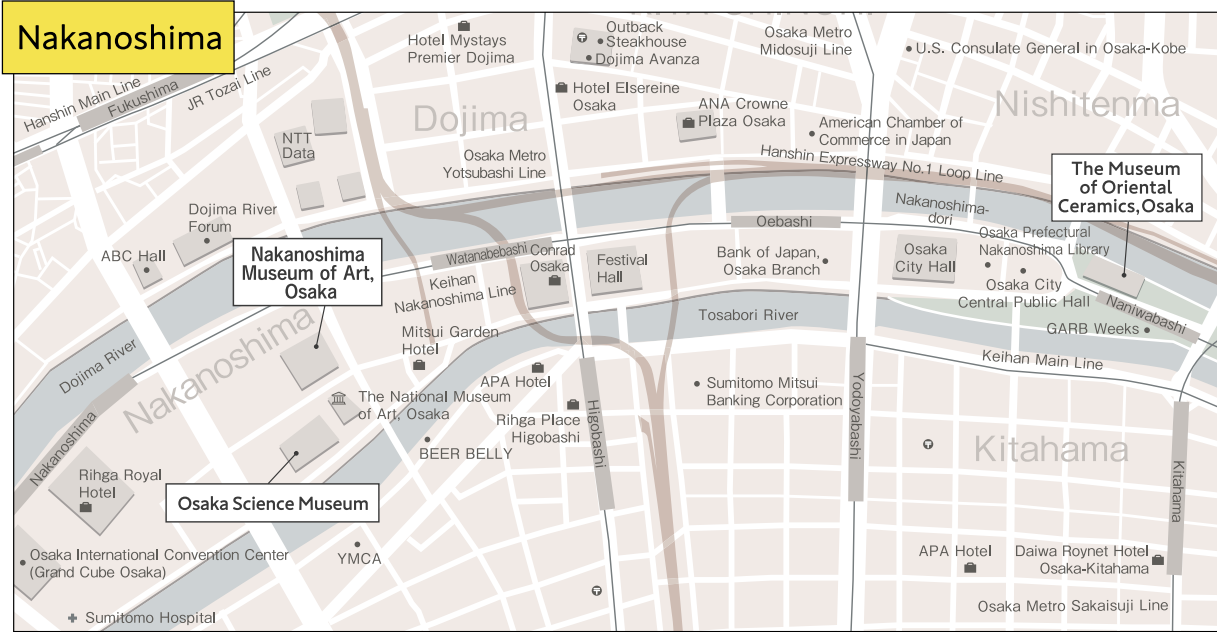 Nakanoshima
Hotel Mystays
Premier Dojima
Outback
Steakhouse
Dojima Avanza
Osaka Metro
Midosuji Line
U.S. Consulate General in Osaka-Kobe
Hanshin Main Line
Fukushima
JR Tozai Line
Hotel Elsereine
Osaka
Dojima
Nishitenma
ANA Crowne
Plaza Osaka
American Chamber of
Commerce in Japan
NTT
Data
Osaka Metro
Yotsubashi Line
Hanshin Expressway No.1 Loop Line
The Museum
of Oriental
Ceramics,Osaka
Dojima River
Forum
Nakanoshima-
dori
Oebashi
Osaka Prefectural
Nakanoshima Library
ABC Hall
Nakanoshima
Museum of Art,
Osaka
Watanabebashi
Conrad
Osaka
Festival
Hall
Bank of Japan,
Osaka Branch
Osaka
City Hall
Osaka City
Central Public Hall
Keihan
Nakanoshima Line
Naniwabashi
GARB Weeks
Tosabori River
Mitsui Garden
Hotel
Dojima River
Nakanoshima
Keihan Main Line
APA Hotel
Sumitomo Mitsui
Banking Corporation
The National Museum
of Art, Osaka
Rihga Place
Higobashi
Higobashi
Yodoyabashi
BEER BELLY
Kitahama
Kitahama
Nakanoshima
Rihga Royal
Hotel
Osaka Science Museum
Osaka International Convention Center
(Grand Cube Osaka)
YMCA
APA Hotel
Daiwa Roynet Hotel
Osaka-Kitahama
Osaka Metro Sakaisuji Line
Sumitomo Hospital